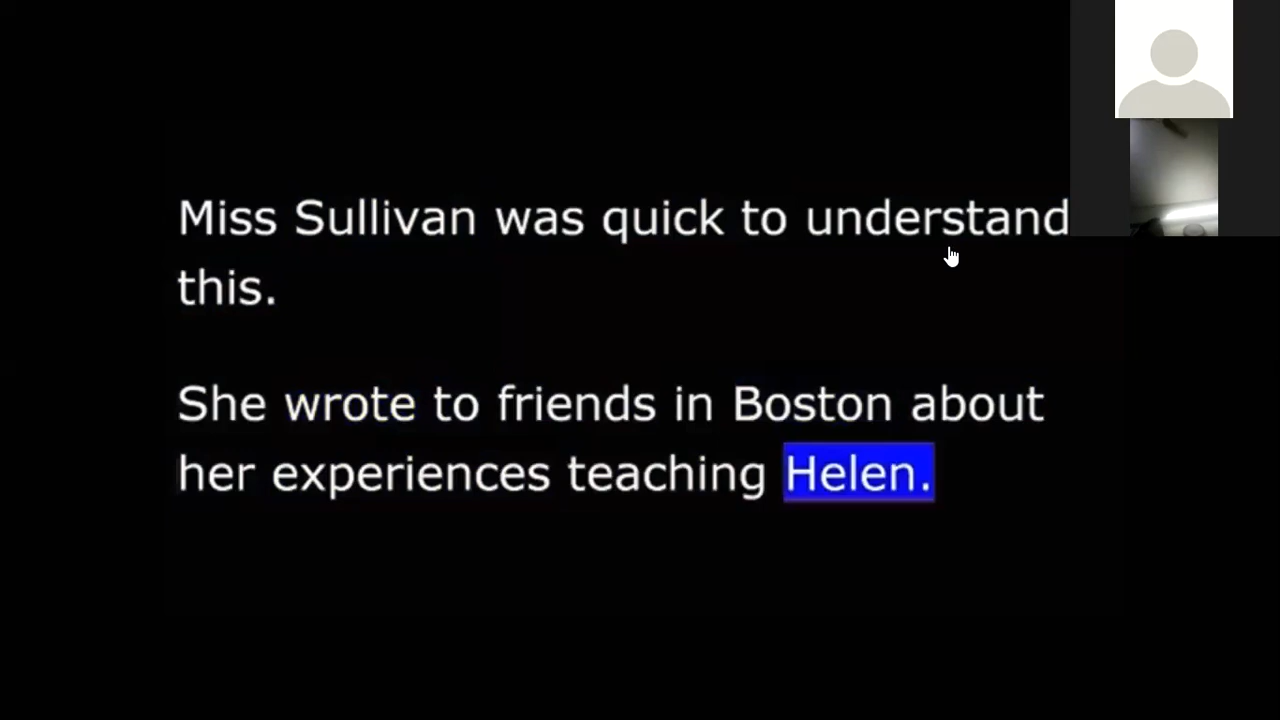 Miss Sullivan was quick to understand
this.
She wrote to friends in Boston about
her experiences teaching Helen.